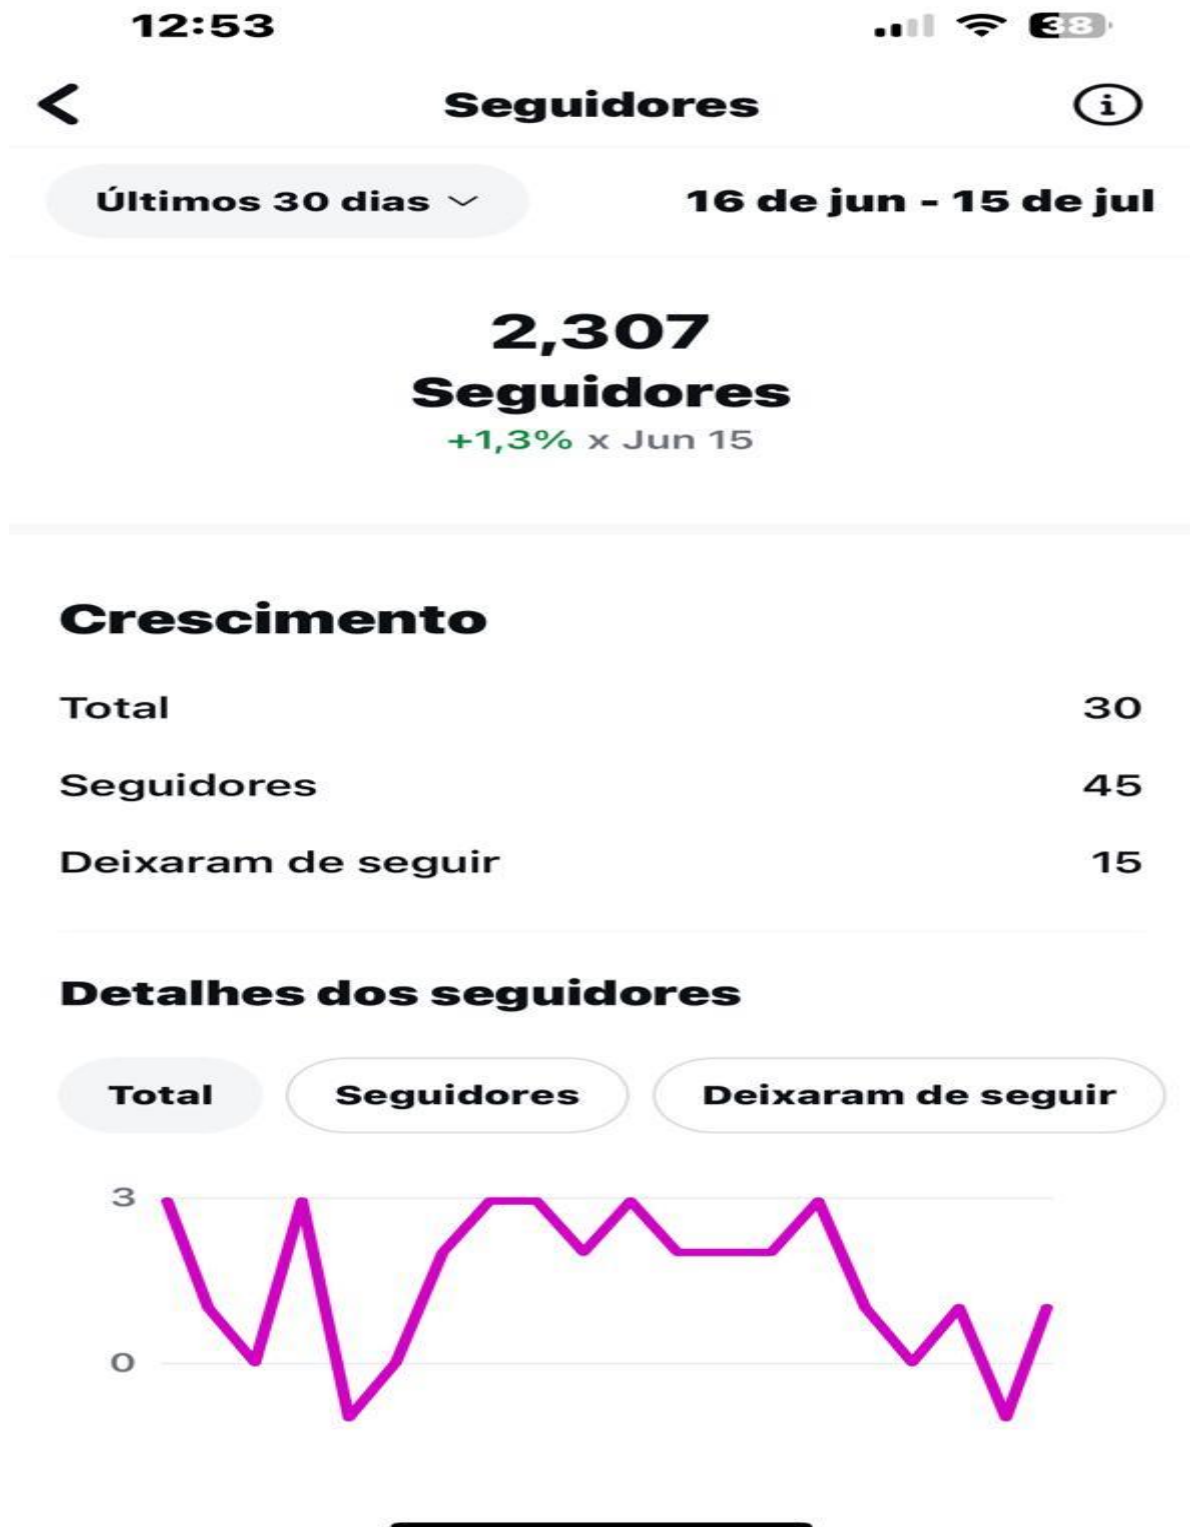 12:53
38
Seguidores
Últimos 30 dias
16 de jun - 15 de jul
2,307
Seguidores
+1,3% x Jun 15
Crescimento
Total 30
Seguidores 45
Deixaram de seguir 15
Detalhes dos seguidores
Total Seguidores Deixaram de seguir
3
0